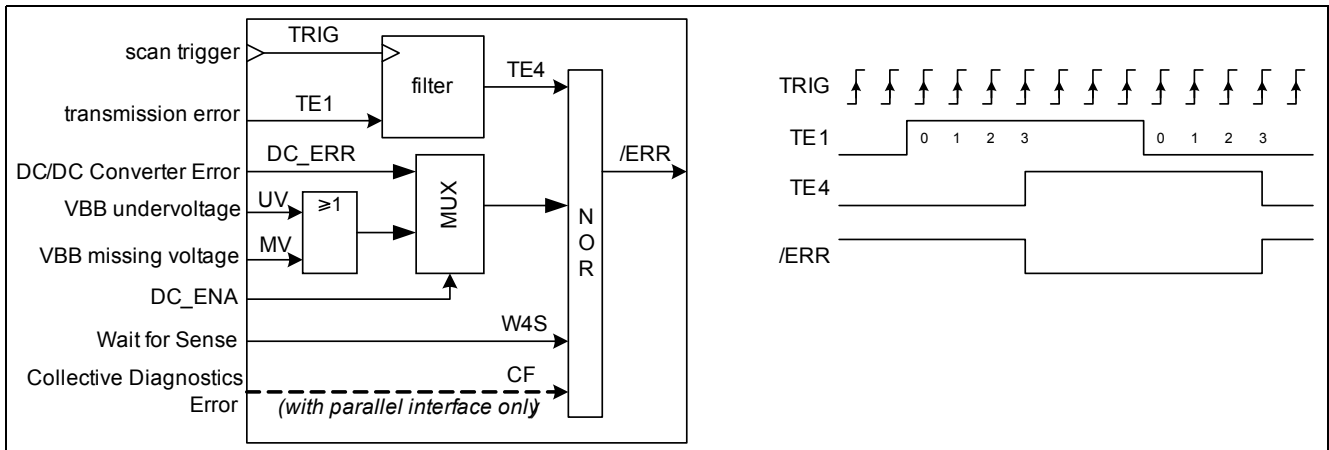 scan trigger
TRIG
filter
TE4
transmission error
TE1
DC/DC Converter Error
DC_ERR
MUX
/ERR
VBB undervoltage
UV
≥1
VBB missing voltage
MV
DC_ENA
NOR
Wait for Sense
W4S
Collective Diagnostics
Error
CF
(with parallel interface only)
TRIG
TE1
0 1 2 3 0 1 2 3
TE4
/ERR